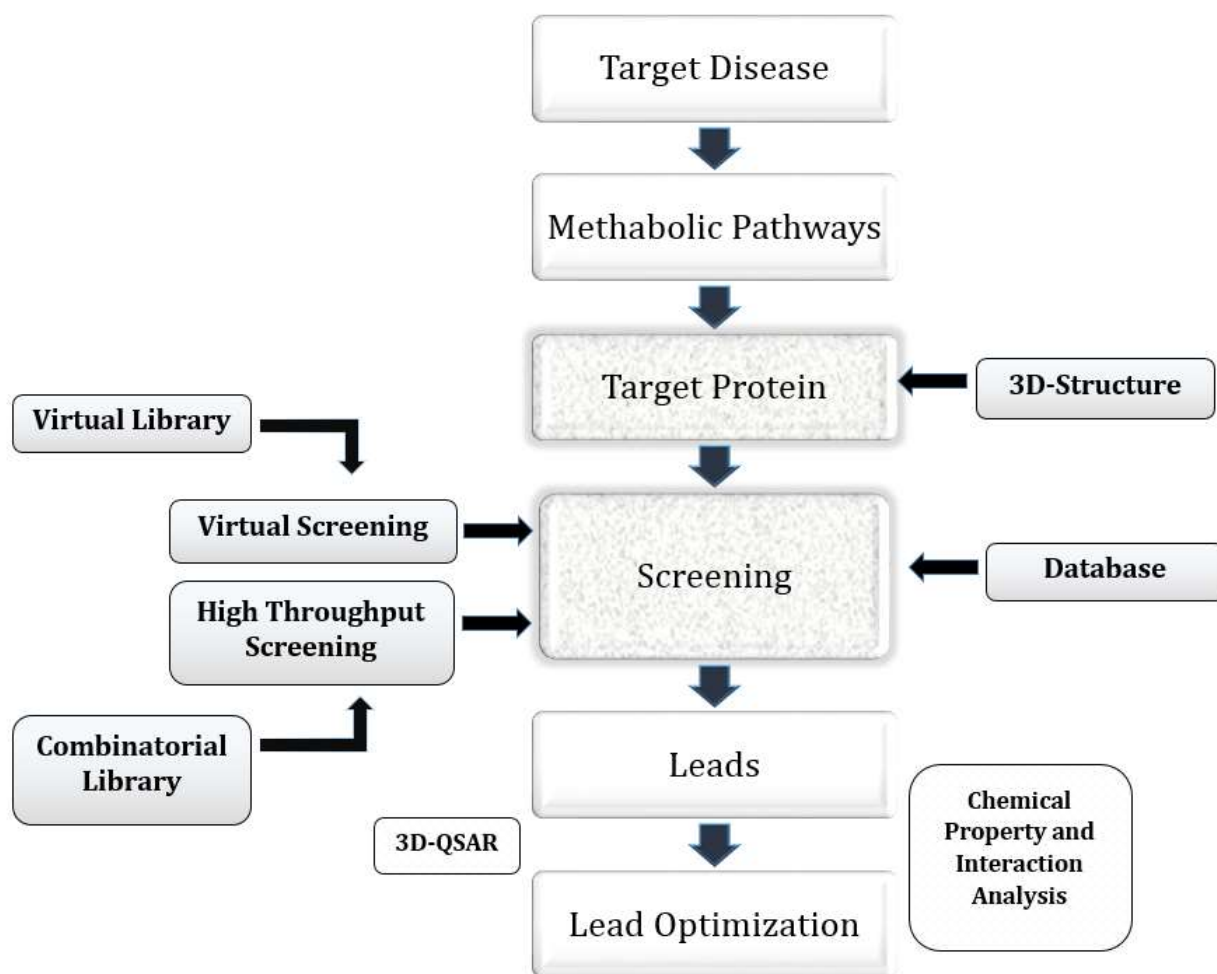 Target Disease
Methabolic Pathways
Target Protein
3D-Structure
Virtual Library
Virtual Screening
Screening
Database
High Throughput
Screening
Combinatorial
Library
Leads
3D-QSAR
Chemical
Property and
Interaction
Analysis
Lead Optimization